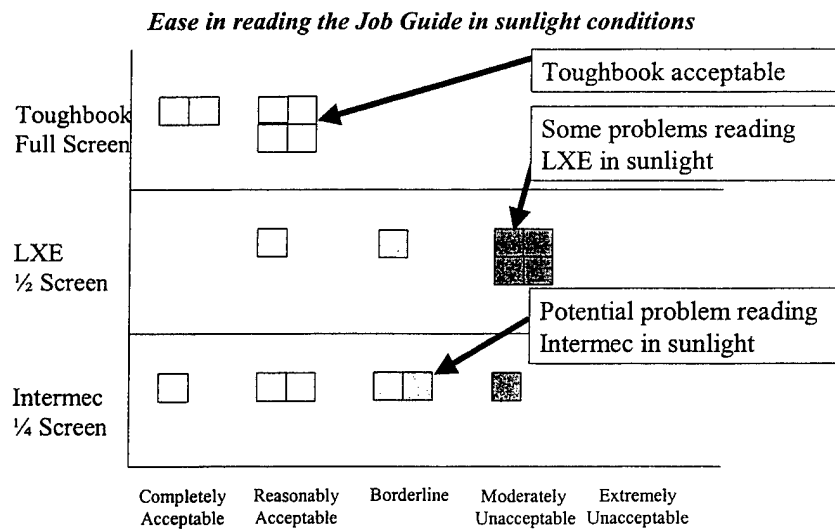 Ease in reading the Job Guide in sunlight conditions
Toughbook acceptable
Toughbook
Full Screen
Some problems reading
LXE in sunlight
LXE
½ Screen
Potential problem reading
Intermec in sunlight
Intermec
¼ Screen
Completely
Acceptable
Reasonably
Acceptable
Borderline
Moderately
Unacceptable
Extremely
Unacceptable